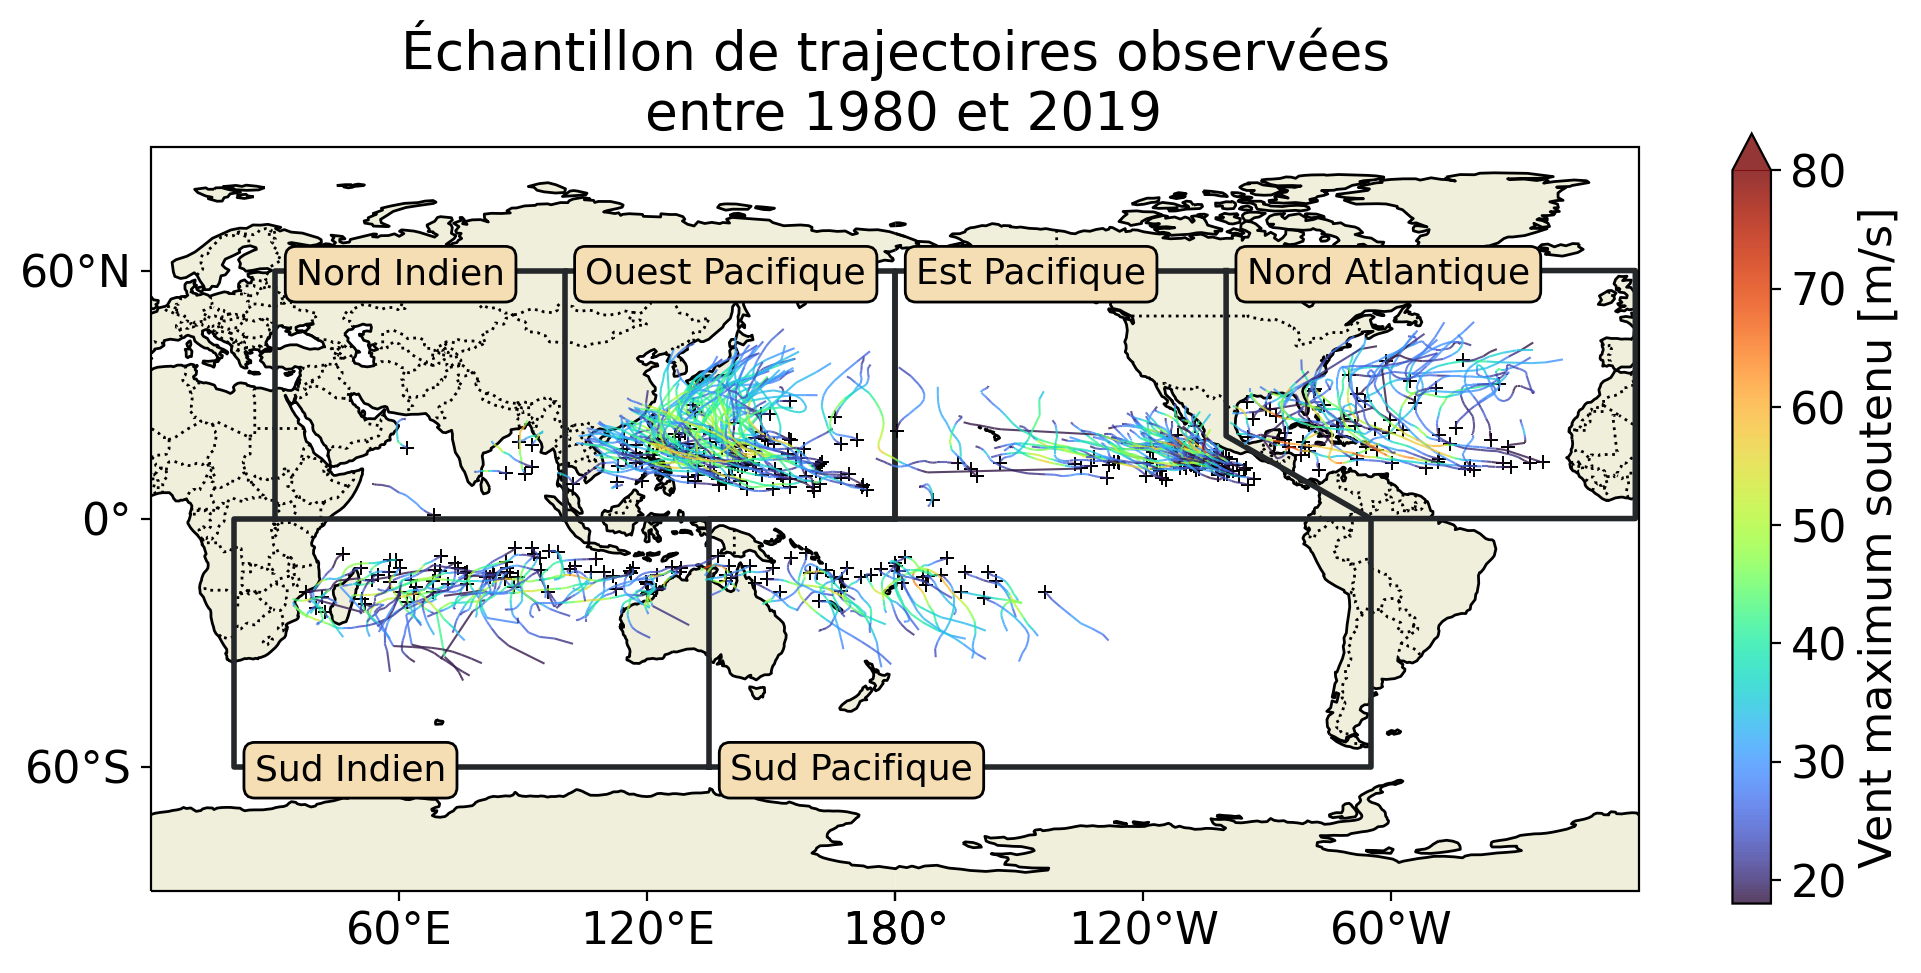 Échantillon de trajectoires observées
entre 1980 et 2019
60°N
0°
60°S
Nord Indien
Ouest Pacifique
Est Pacifique
Nord Atlantique
Sud Indien
Sud Pacifique
60°E
120°E
180°
120°W
60°W
80
70
60
50
40
30
20
Vent maximum soutenu [m/s]